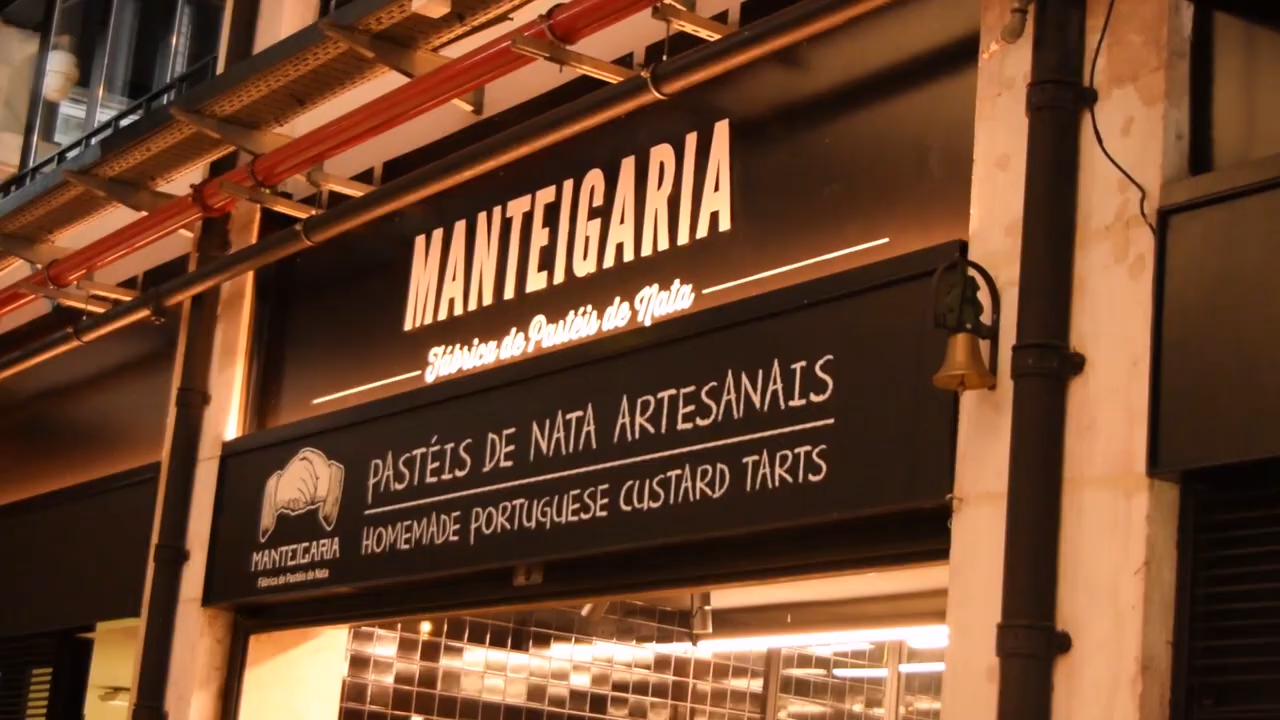 MANTEIGARIA
Fábrica de Pastéis de Nata
PASTÉIS DE NATA ARTESANAIS
HOMEMADE PORTUGUESE CUSTARD TARTS
MANTEIGARIA
Fábrica de Pastéis de Nata